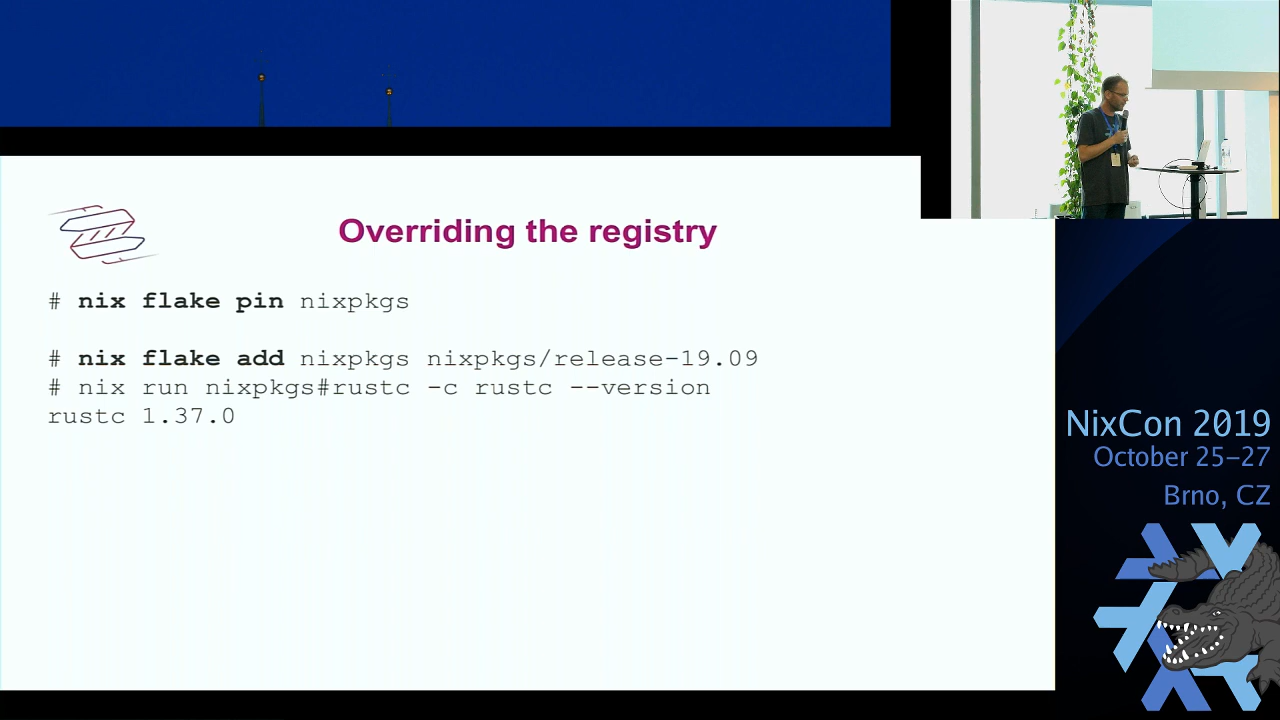 Overriding the registry
# nix flake pin nixpkgs
# nix flake add nixpkgs nixpkgs/release-19.09
# nix run nixpkgs#rustc -c rustc --version
rustc 1.37.0
NixCon 2019
October 25–27
Brno, CZ